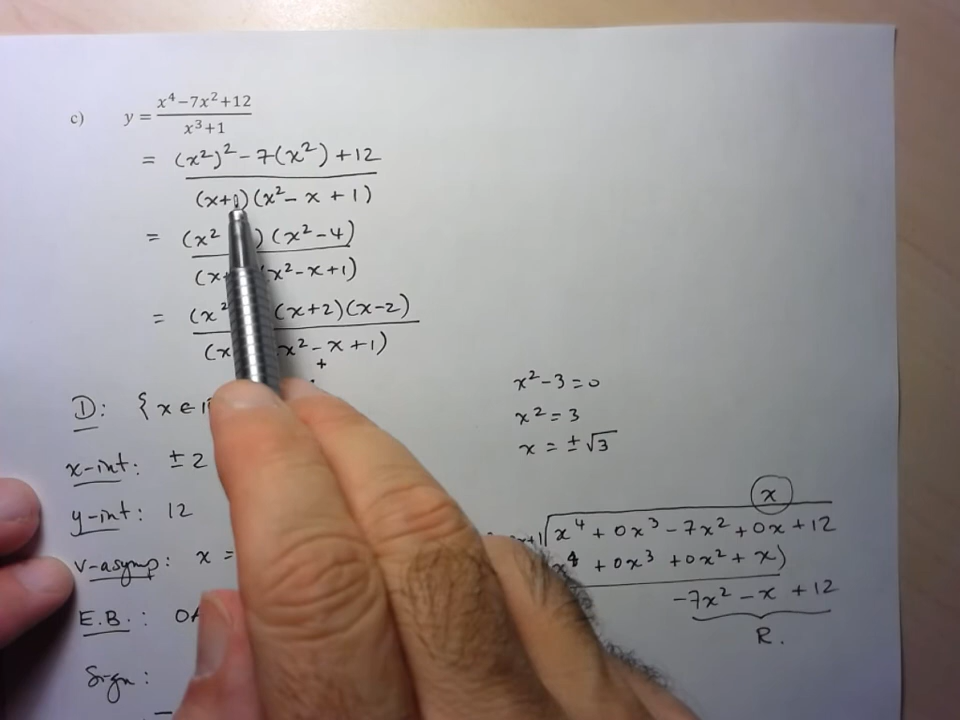 c) y = x⁴−7x²+12
x³+1
= (x²)² − 7(x²) + 12
(x+1)(x² − x + 1)
= (x² ) (x²−4)
(x+ x²−x+1)
= (x² (x+2)(x−2)
(x x² − x + 1)
+
D: {x ∈
x-int: ± 2
y-int: 12
V-asymp: x =
E.B.:
Sign:
x²−3 = 0
x² = 3
x = ±√3
x
x+1 x⁴ + 0x³ − 7x² + 0x + 12
x⁴ + 0x³ + 0x² + x)
−7x² − x + 12
R.